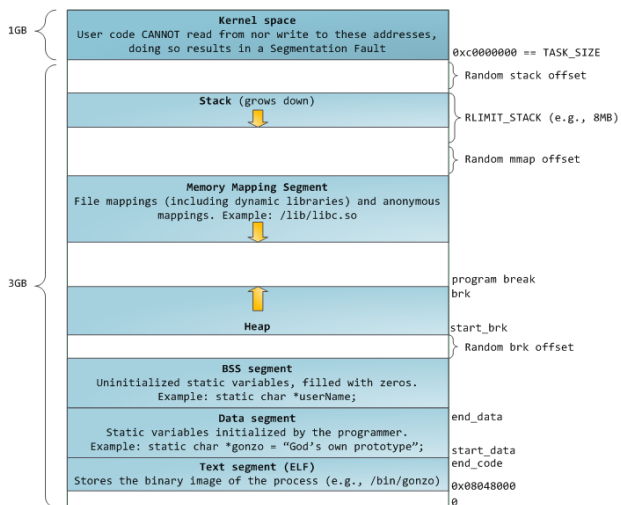 Kernel space
1GB
User code CANNOT read from nor write to these addresses,
doing so results in a Segmentation Fault
0xc0000000 == TASK_SIZE
Random stack offset
Stack (grows down)
RLIMIT_STACK (e.g., 8MB)
Random mmap offset
Memory Mapping Segment
File mappings (including dynamic libraries) and anonymous
mappings. Example: /lib/libc.so
3GB
program break
brk
Heap
start_brk
Random brk offset
BSS segment
Uninitialized static variables, filled with zeros.
Example: static char *userName;
Data segment
end_data
Static variables initialized by the programmer.
Example: static char *gonzo = “God’s own prototype”;
start_data
end_code
Text segment (ELF)
Stores the binary image of the process (e.g., /bin/gonzo)
0x08048000
0